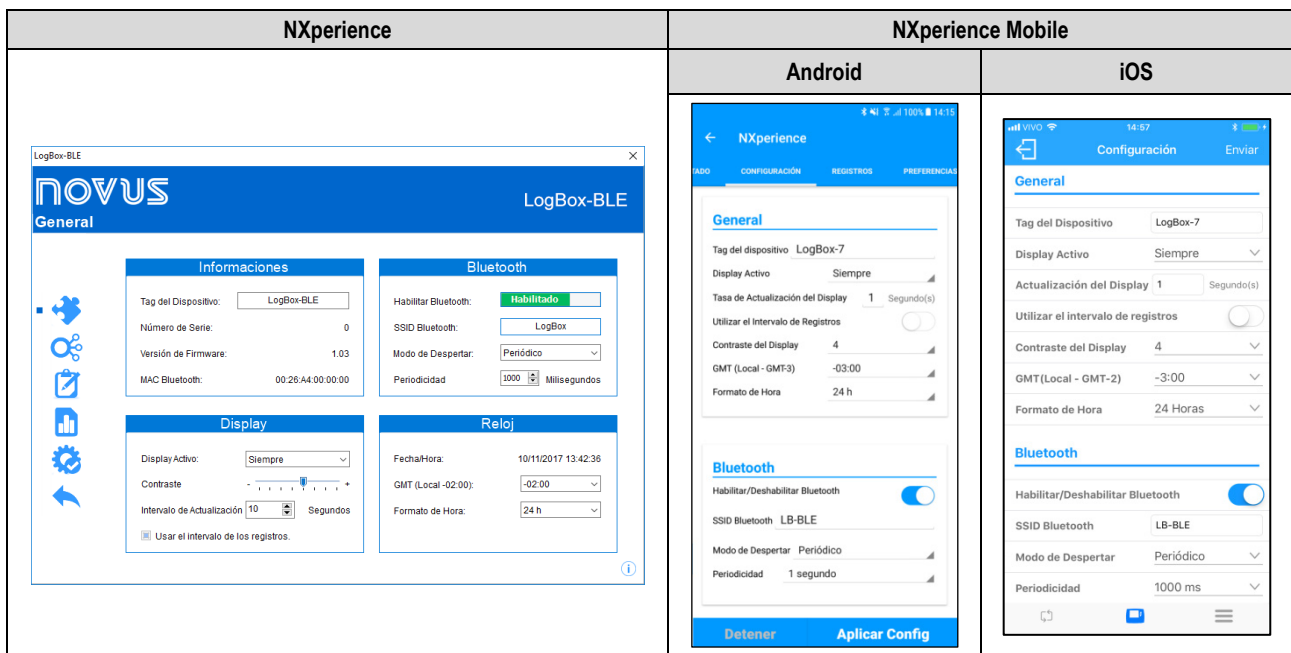 NXperience
NXperience Mobile
Android
iOS
LogBox-BLE
NOVUS
LogBox-BLE
General
Informaciones
Tag del Dispositivo: LogBox-BLE
Número de Serie: 0
Versión de Firmware: 1.03
MAC Bluetooth: 00:26:A4:00:00:00
Bluetooth
Habilitar Bluetooth: Habilitado
SSID Bluetooth: LogBox
Modo de Despertar: Periódico
Periodicidad 1000 Milisegundos
Display
Display Activo: Siempre
Contraste - +
Intervalo de Actualización 10 Segundos
Usar el intervalo de los registros.
Reloj
Fecha/Hora: 10/11/2017 13:42:36
GMT (Local -02:00): -02:00
Formato de Hora: 24 h
100% 14:15
NXperience
TADO CONFIGURACIÓN REGISTROS PREFERENCIAS
General
Tag del dispositivo LogBox-7
Display Activo Siempre
Tasa de Actualización del Display 1 Segundo(s)
Utilizar el Intervalo de Registros
Contraste del Display 4
GMT (Local - GMT-3) -03:00
Formato de Hora 24 h
Bluetooth
Habilitar/Deshabilitar Bluetooth
SSID Bluetooth LB-BLE
Modo de Despertar Periódico
Periodicidad 1 segundo
Detener Aplicar Config
VIVO 14:57
Configuración Enviar
General
Tag del Dispositivo LogBox-7
Display Activo Siempre
Actualización del Display 1 Segundo(s)
Utilizar el intervalo de registros
Contraste del Display 4
GMT(Local - GMT-2) -3:00
Formato de Hora 24 Horas
Bluetooth
Habilitar/Deshabilitar Bluetooth
SSID Bluetooth LB-BLE
Modo de Despertar Periódico
Periodicidad 1000 ms